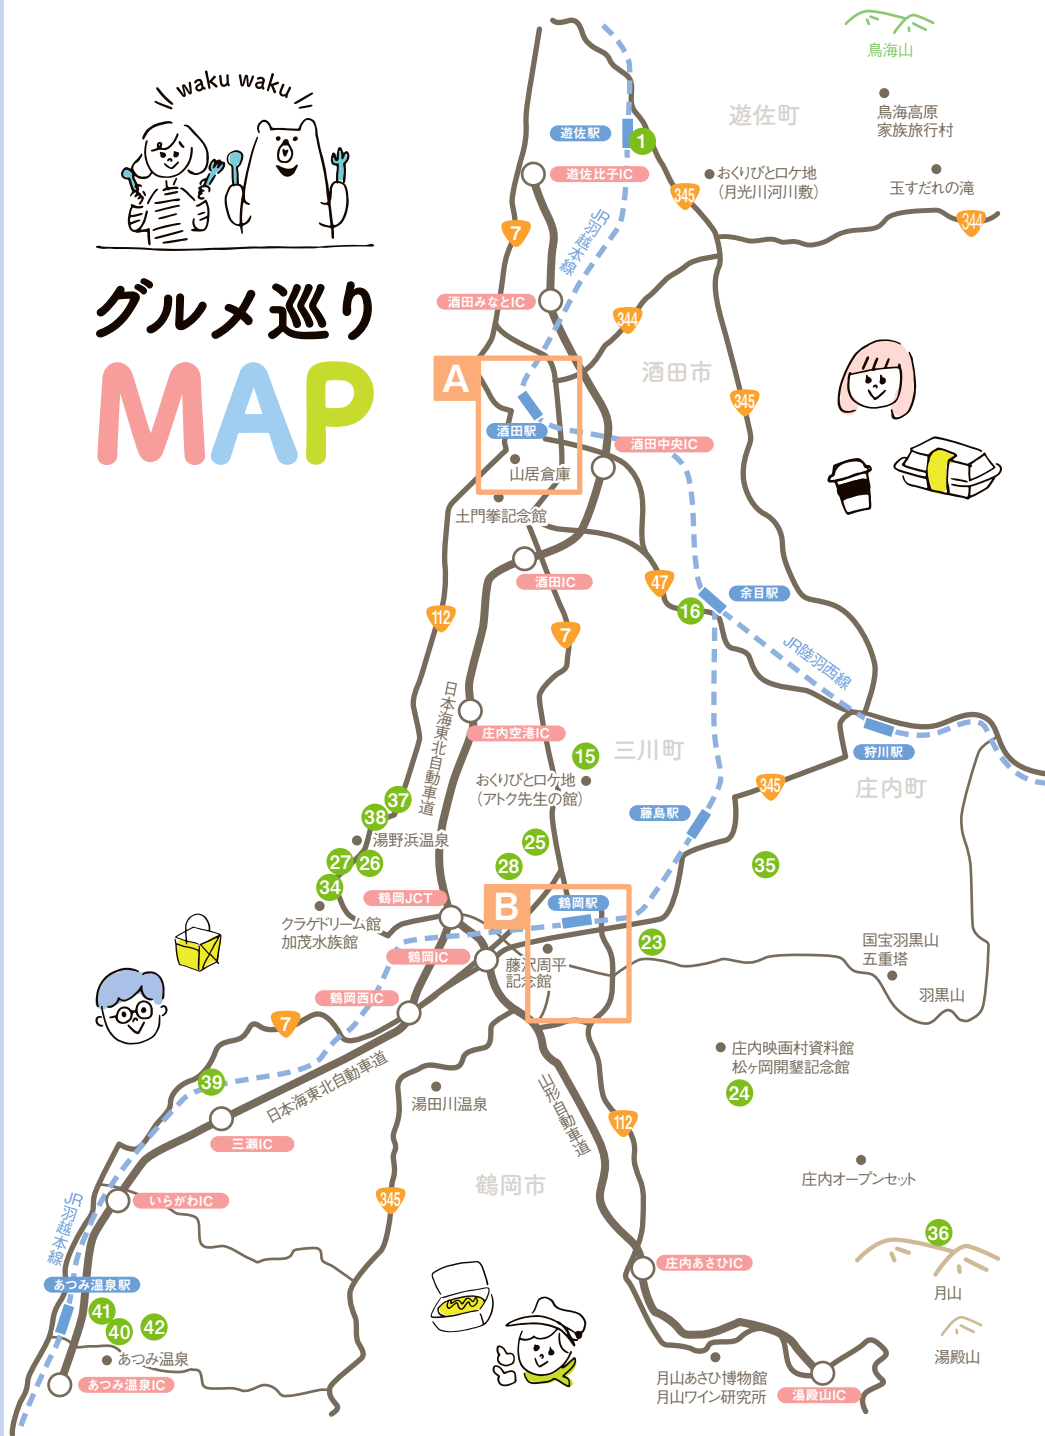 waku waku
グルメ巡り
MAP
鳥海山
遊佐町
鳥海高原
家族旅行村
遊佐駅
1
遊佐比子IC
おくりびとロケ地
(月光川河川敷)
玉すだれの滝
345
344
7
JR羽越本線
酒田みなとIC
344
A
酒田市
345
酒田駅
酒田中央IC
山居倉庫
土門拳記念館
酒田IC
47
余目駅
16
112
7
JR陸羽西線
日本海東北自動車道
庄内空港IC
三川町
15
狩川駅
おくりびとロケ地
(アトク先生の館)
345
庄内町
37
38
藤島駅
湯野浜温泉
25
27
26
28
35
34
鶴岡JCT
B
鶴岡駅
クラゲドリーム館
加茂水族館
鶴岡IC
23
国宝羽黒山
五重塔
藤沢周平
記念館
羽黒山
鶴岡西IC
7
庄内映画村資料館
松ヶ岡開墾記念館
39
24
日本海東北自動車道
湯田川温泉
山形自動車道
112
三瀬IC
庄内オープンセット
鶴岡市
345
いらがわIC
JR羽越本線
36
庄内あさひIC
月山
あつみ温泉駅
41
40
42
あつみ温泉
湯殿山
あつみ温泉IC
月山あさひ博物館
月山ワイン研究所
湯殿山IC